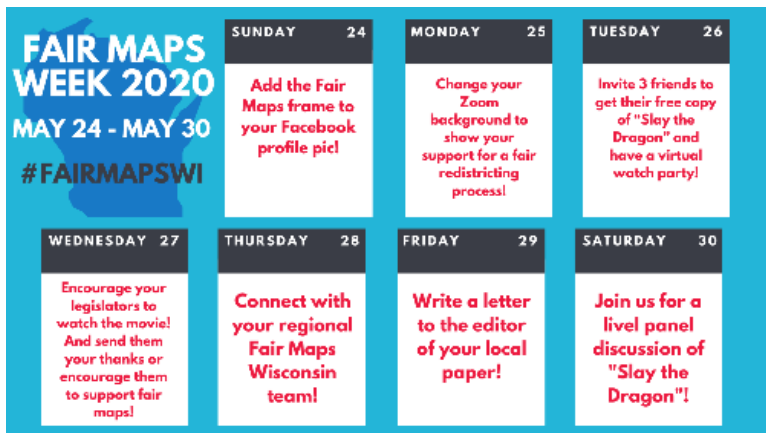 FAIR MAPS
WEEK 2020
MAY 24 - MAY 30
#FAIRMAPSWI
SUNDAY 24
Add the Fair
Maps frame to
your Facebook
profile pic!
MONDAY 25
Change your
Zoom
background to
show your
support for a fair
redistricting
process!
TUESDAY 26
Invite 3 friends to
get their free copy
of "Slay the
Dragon" and
have a virtual
watch party!
WEDNESDAY 27
Encourage your
legislators to
watch the movie!
And send them
your thanks or
encourage them
to support fair
maps!
THURSDAY 28
Connect with
your regional
Fair Maps
Wisconsin
team!
FRIDAY 29
Write a letter
to the editor
of your local
paper!
SATURDAY 30
Join us for a
livel panel
discussion of
"Slay the
Dragon"!